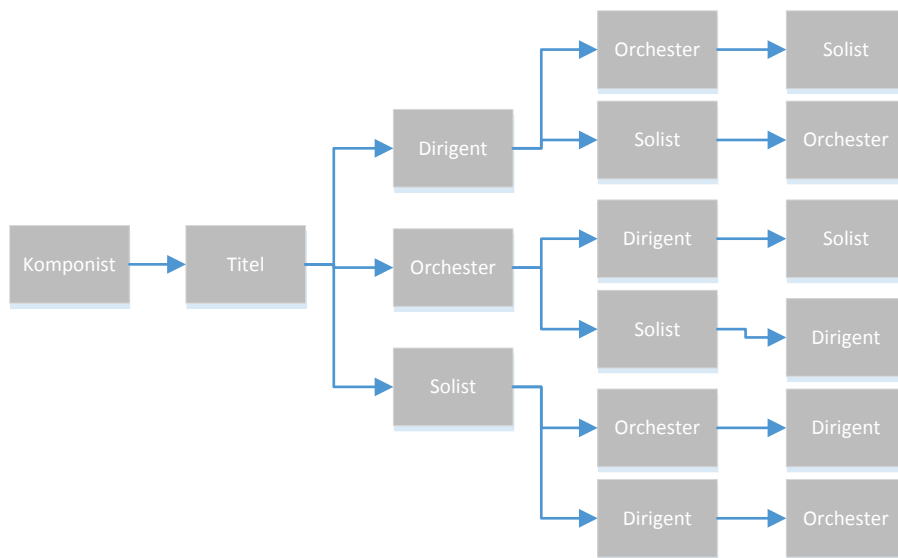 Komponist
Titel
Dirigent
Orchester
Solist
Orchester
Solist
Solist
Orchester
Dirigent
Solist
Solist
Dirigent
Orchester
Dirigent
Dirigent
Orchester